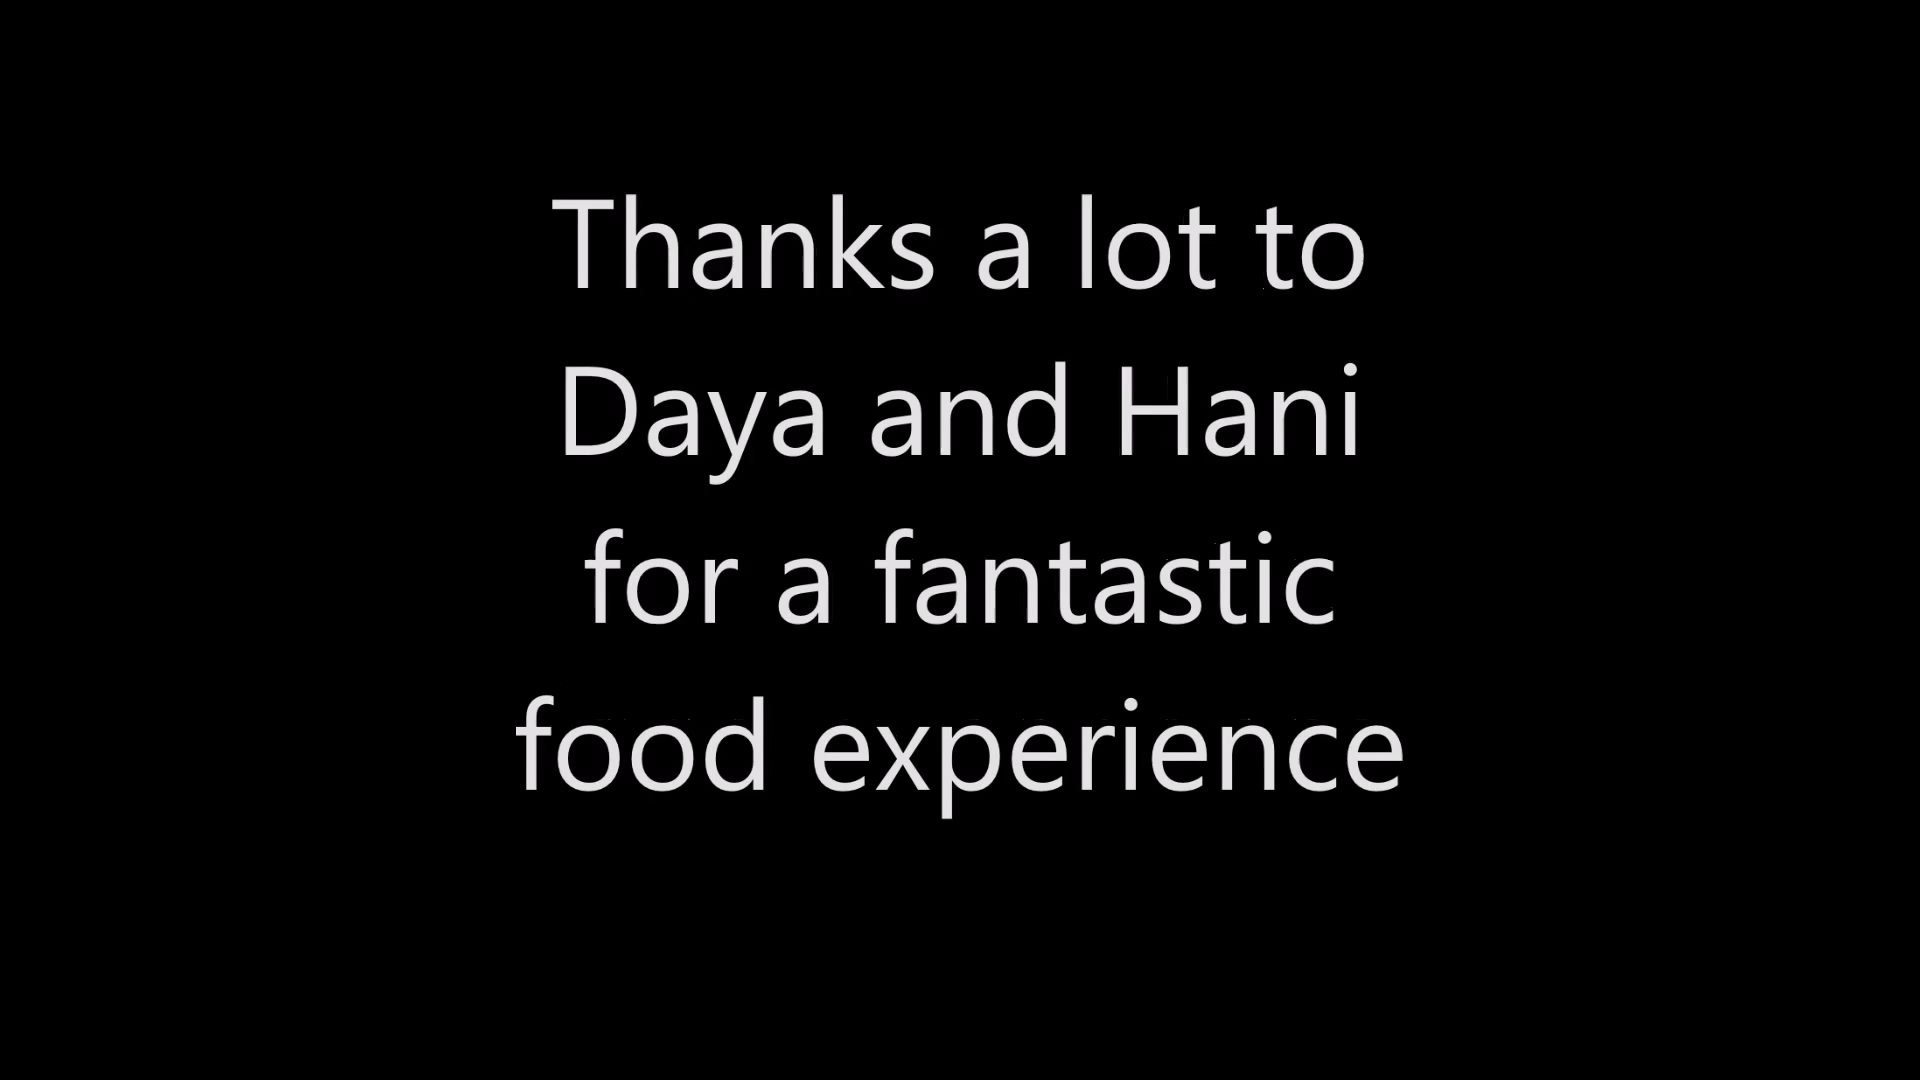 Thanks a lot to
Daya and Hani
for a fantastic
food experience